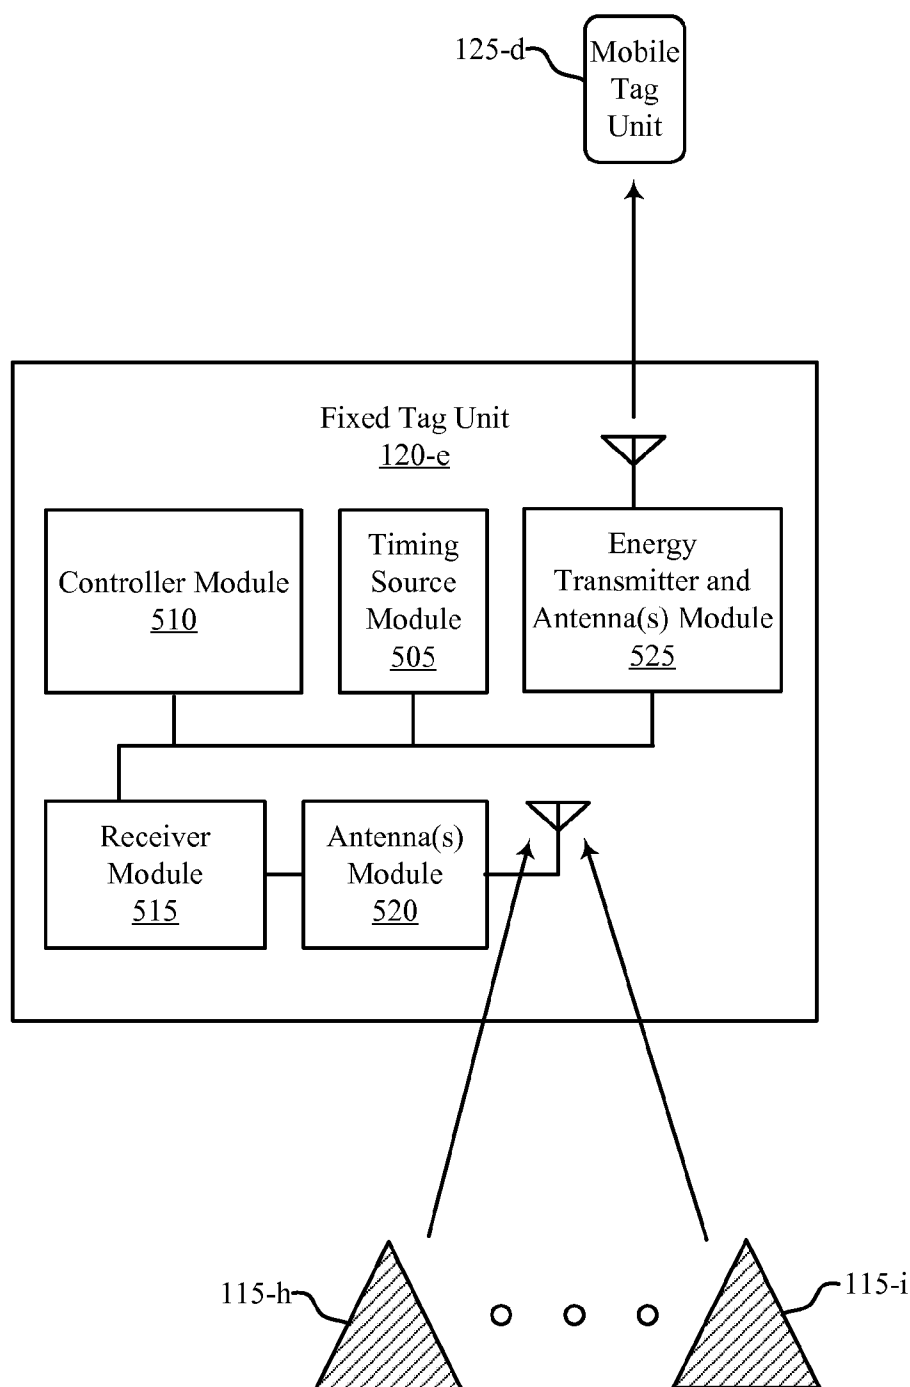 125-d
Mobile
Tag
Unit
Fixed Tag Unit
120-e
Controller Module
510
Timing
Source
Module
505
Energy
Transmitter and
Antenna(s) Module
525
Receiver
Module
515
Antenna(s)
Module
520
115-h
115-i